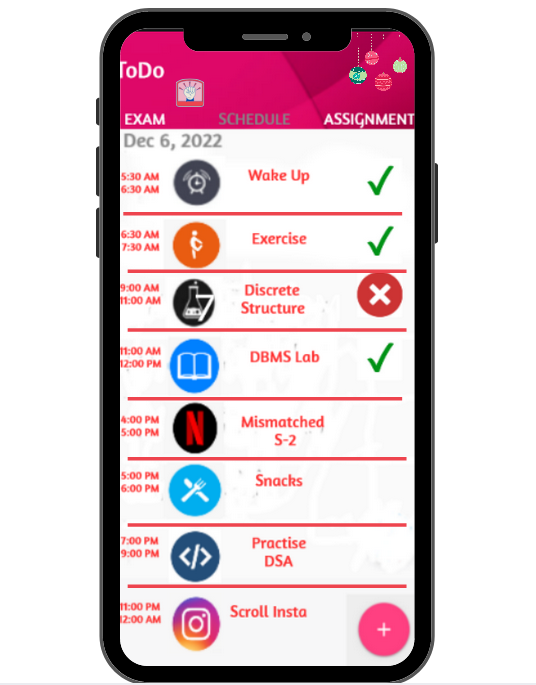 ToDo
EXAM SCHEDULE ASSIGNMENT
Dec 6, 2022
5:30 AM
6:30 AM
Wake Up
6:30 AM
7:30 AM
Exercise
9:00 AM
11:00 AM
Discrete
Structure
11:00 AM
12:00 PM
DBMS Lab
4:00 PM
5:00 PM
Mismatched
S-2
5:00 PM
6:00 PM
Snacks
7:00 PM
9:00 PM
Practise
DSA
11:00 PM
12:00 AM
Scroll Insta